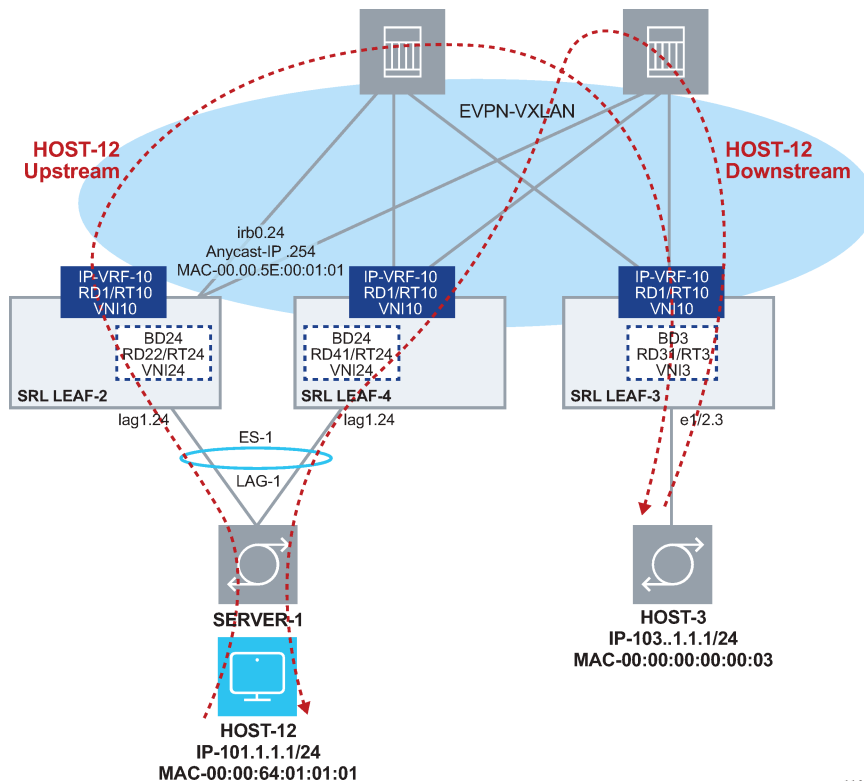 EVPN-VXLAN
HOST-12
Upstream
HOST-12
Downstream
irb0.24
Anycast-IP .254
MAC-00.00.5E:00:01:01
IP-VRF-10
RD1/RT10
VNI10
IP-VRF-10
RD1/RT10
VNI10
IP-VRF-10
RD1/RT10
VNI10
BD24
RD22/RT24
VNI24
BD24
RD41/RT24
VNI24
BD3
RD31/RT3
VNI3
SRL LEAF-2
SRL LEAF-4
SRL LEAF-3
lag1.24
lag1.24
e1/2.3
ES-1
LAG-1
SERVER-1
HOST-3
IP-103..1.1.1/24
MAC-00:00:00:00:00:03
HOST-12
IP-101.1.1.1/24
MAC-00:00:64:01:01:01